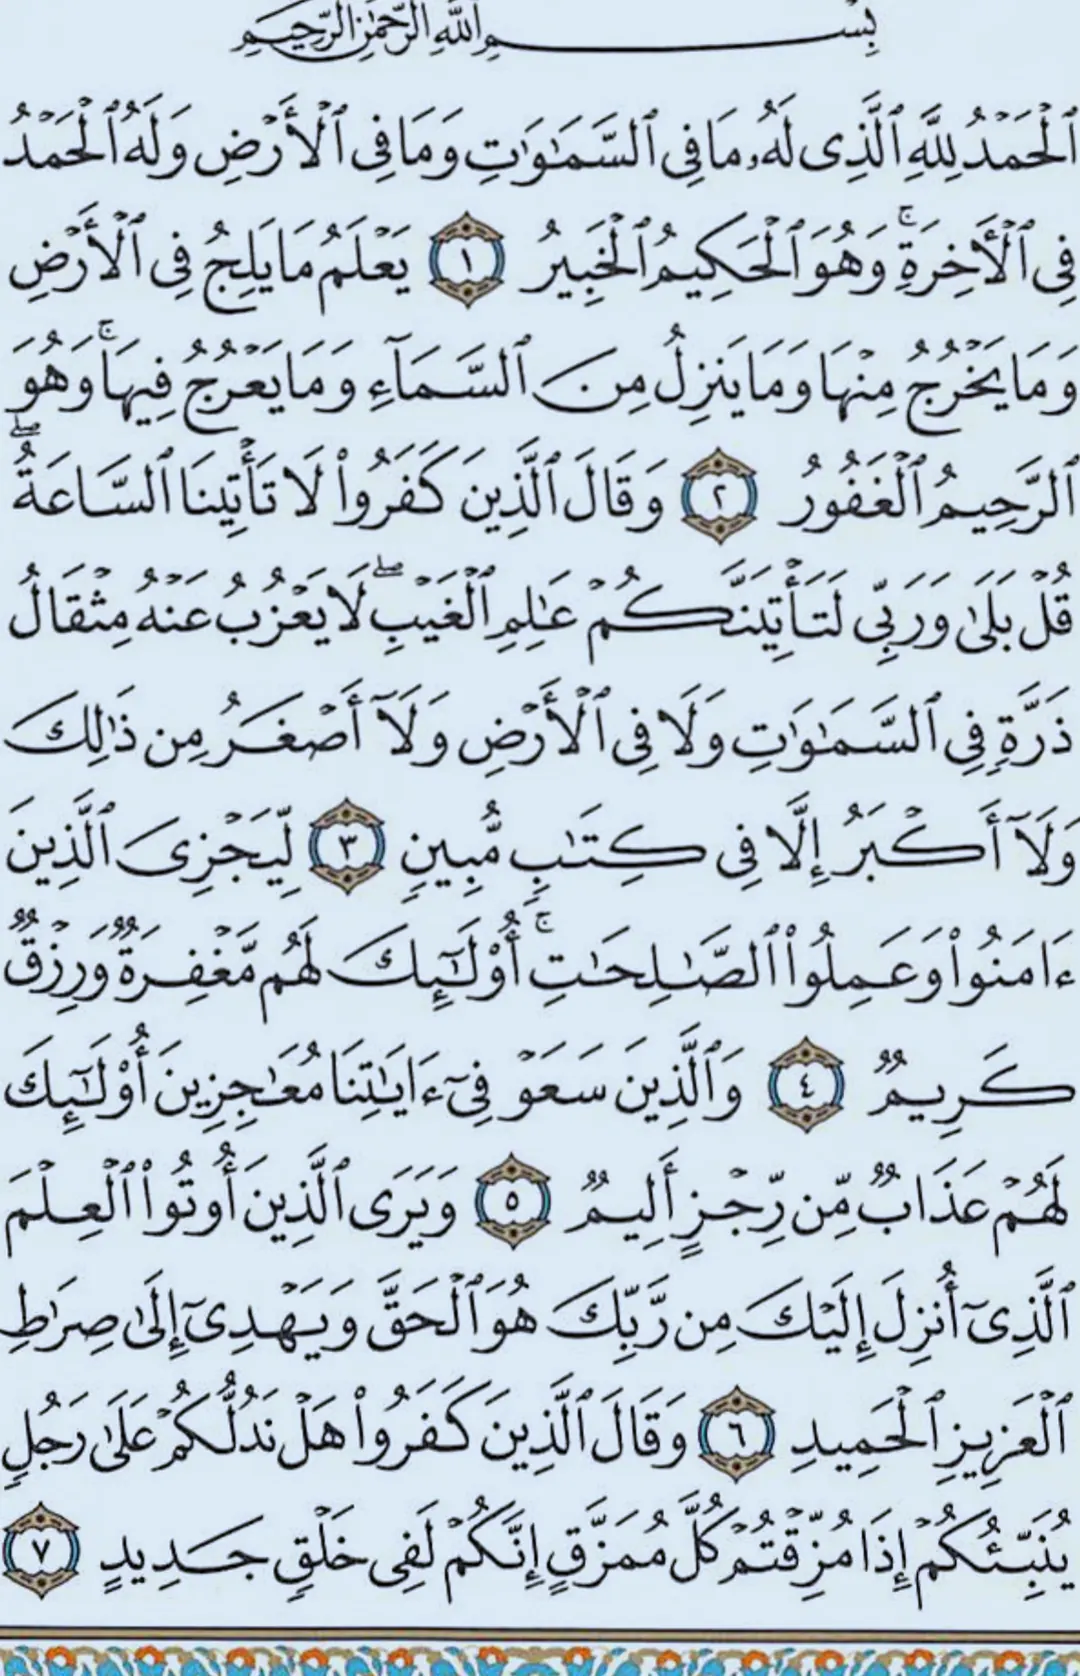 بِسْمِ ٱللَّهِ ٱلرَّحْمَٰنِ ٱلرَّحِيمِ
ٱلْحَمْدُ لِلَّهِ ٱلَّذِى لَهُۥ مَا فِى ٱلسَّمَٰوَٰتِ وَمَا فِى ٱلْأَرْضِ وَلَهُ ٱلْحَمْدُ
فِى ٱلْأَخِرَةِۚ وَهُوَ ٱلْحَكِيمُ ٱلْخَبِيرُ ١ يَعْلَمُ مَا يَلِجُ فِى ٱلْأَرْضِ
وَمَا يَخْرُجُ مِنْهَا وَمَا يَنزِلُ مِنَ ٱلسَّمَآءِ وَمَا يَعْرُجُ فِيهَاۚ وَهُوَ
ٱلرَّحِيمُ ٱلْغَفُورُ ٢ وَقَالَ ٱلَّذِينَ كَفَرُوا۟ لَا تَأْتِينَا ٱلسَّاعَةُۖ
قُلْ بَلَىٰ وَرَبِّى لَتَأْتِيَنَّكُمْ عَٰلِمِ ٱلْغَيْبِۖ لَا يَعْزُبُ عَنْهُ مِثْقَالُ
ذَرَّةٍ فِى ٱلسَّمَٰوَٰتِ وَلَا فِى ٱلْأَرْضِ وَلَآ أَصْغَرُ مِن ذَٰلِكَ
وَلَآ أَكْبَرُ إِلَّا فِى كِتَٰبٍ مُّبِينٍ ٣ لِّيَجْزِىَ ٱلَّذِينَ
ءَامَنُوا۟ وَعَمِلُوا۟ ٱلصَّٰلِحَٰتِۚ أُو۟لَٰٓئِكَ لَهُم مَّغْفِرَةٌ وَرِزْقٌ
كَرِيمٌ ٤ وَٱلَّذِينَ سَعَوْ فِىٓ ءَايَٰتِنَا مُعَٰجِزِينَ أُو۟لَٰٓئِكَ
لَهُمْ عَذَابٌ مِّن رِّجْزٍ أَلِيمٌ ٥ وَيَرَى ٱلَّذِينَ أُوتُوا۟ ٱلْعِلْمَ
ٱلَّذِىٓ أُنزِلَ إِلَيْكَ مِن رَّبِّكَ هُوَ ٱلْحَقَّ وَيَهْدِىٓ إِلَىٰ صِرَٰطِ
ٱلْعَزِيزِ ٱلْحَمِيدِ ٦ وَقَالَ ٱلَّذِينَ كَفَرُوا۟ هَلْ نَدُلُّكُمْ عَلَىٰ رَجُلٍ
يُنَبِّئُكُمْ إِذَا مُزِّقْتُمْ كُلَّ مُمَزَّقٍ إِنَّكُمْ لَفِى خَلْقٍ جَدِيدٍ ٧